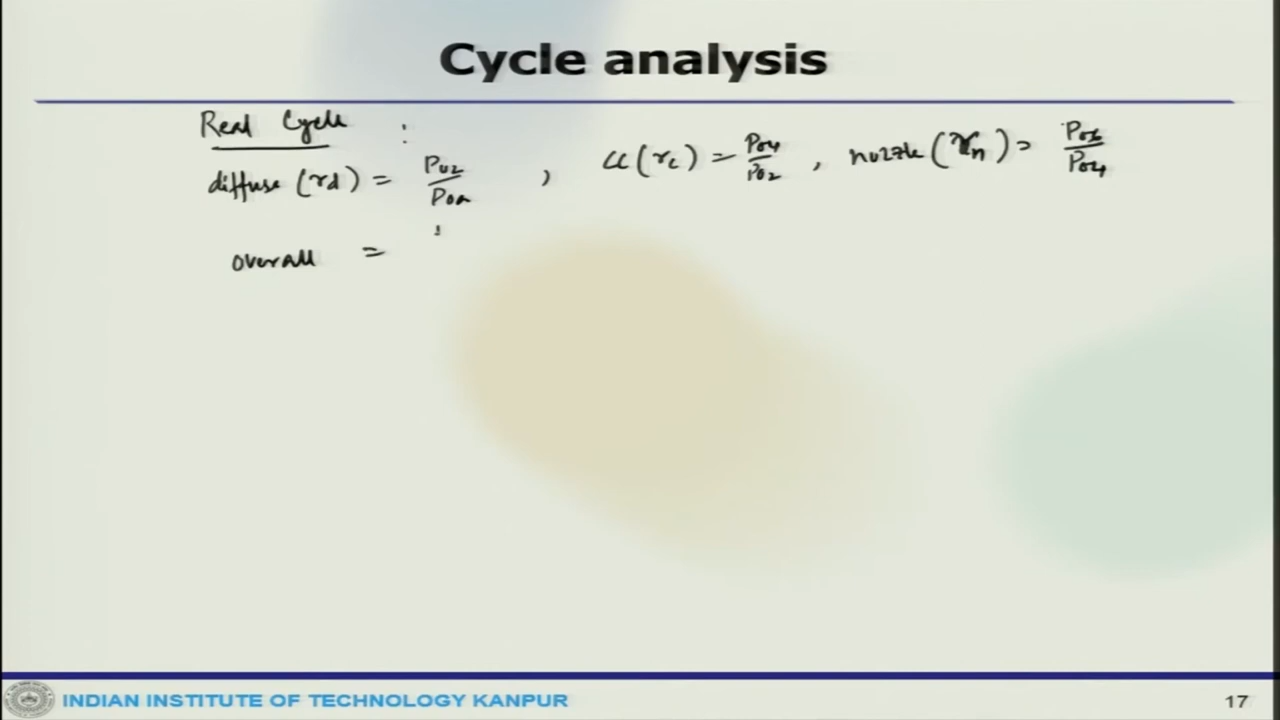 Cycle analysis
Real Cycle :
diffuse (rd) = P02/P0a , CC (rc) = P04/P02 , nozzle (rn) = P06/P04
overall =
INDIAN INSTITUTE OF TECHNOLOGY KANPUR
17